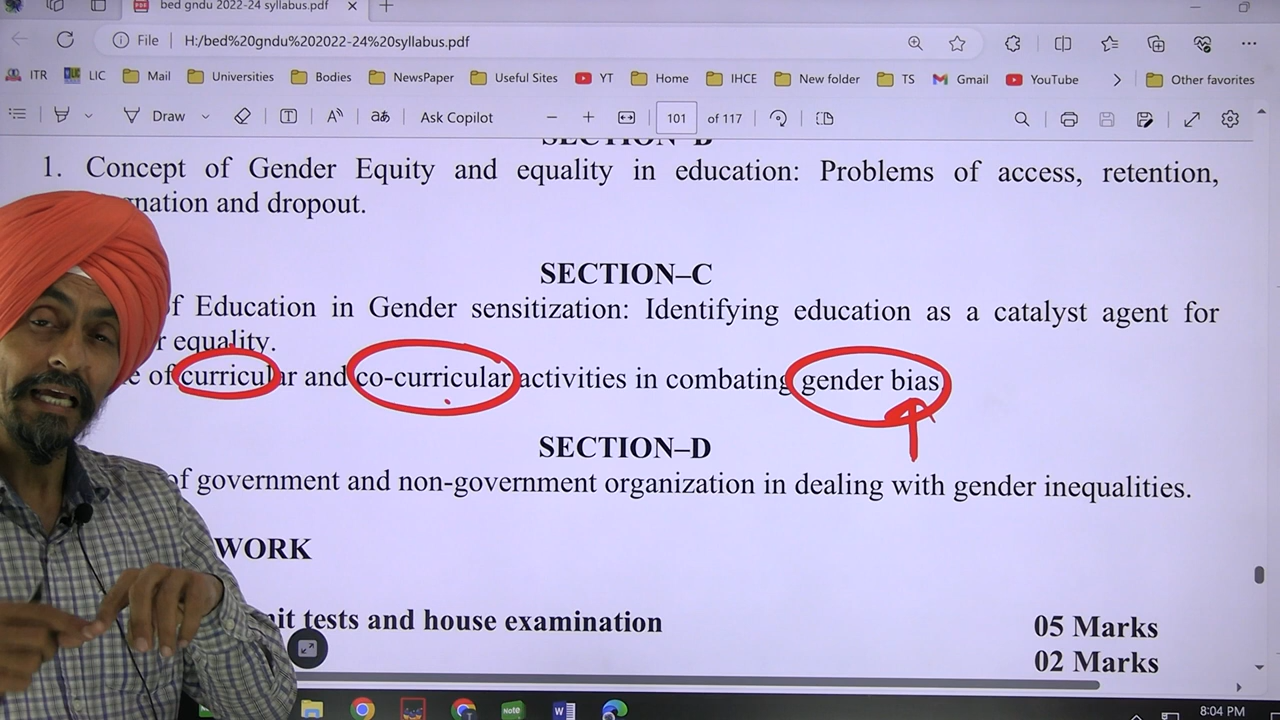 bed gndu 2022-24 syllabus.pdf
File | H:/bed%20gndu%202022-24%20syllabus.pdf
ITR LIC Mail Universities Bodies NewsPaper Useful Sites YT Home IHCE New folder TS Gmail YouTube Other favorites
Draw Ask Copilot 101 of 117
SECTION–B
1. Concept of Gender Equity and equality in education: Problems of access, retention,
gnation and dropout.
SECTION–C
of Education in Gender sensitization: Identifying education as a catalyst agent for
r equality.
e of curricular and co-curricular activities in combating gender bias
SECTION–D
of government and non-government organization in dealing with gender inequalities.
WORK
nit tests and house examination 05 Marks
02 Marks
Note
8:04 PM